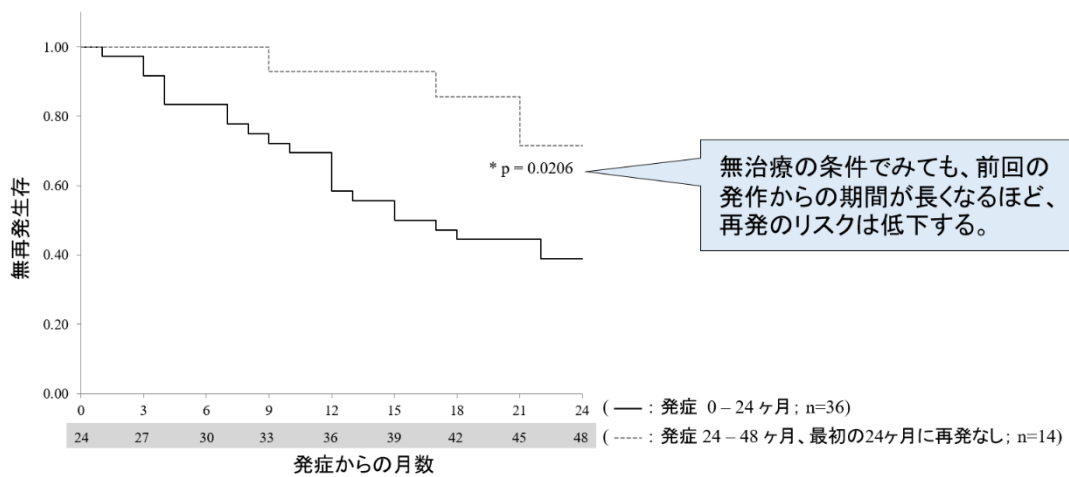 1.00
0.80
0.60
0.40
0.20
0.00
無再発生存
* p = 0.0206
無治療の条件でみても、前回の
発作からの期間が長くなるほど、
再発のリスクは低下する。
0 3 6 9 12 15 18 21 24
(―― : 発症 0 – 24 ヶ月; n=36)
24 27 30 33 36 39 42 45 48
(----- : 発症 24 – 48 ヶ月、最初の24ヶ月に再発なし; n=14)
発症からの月数